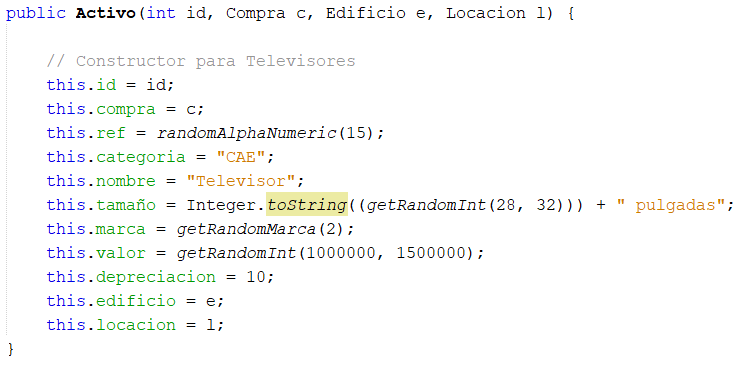 public Activo(int id, Compra c, Edificio e, Locacion l) {
// Constructor para Televisores
this.id = id;
this.compra = c;
this.ref = randomAlphaNumeric(15);
this.categoria = "CAE";
this.nombre = "Televisor";
this.tamaño = Integer.toString((getRandomInt(28, 32))) + " pulgadas";
this.marca = getRandomMarca(2);
this.valor = getRandomInt(1000000, 1500000);
this.depreciacion = 10;
this.edificio = e;
this.locacion = l;
}